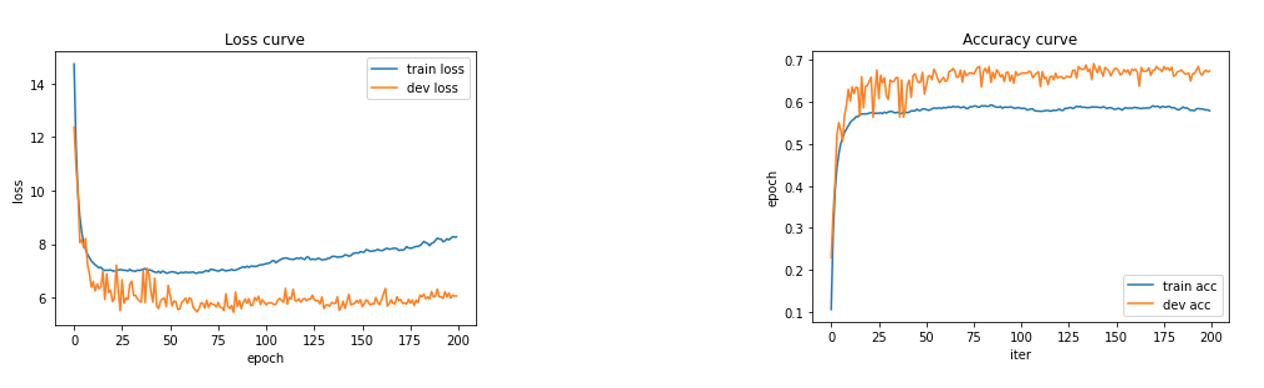 Loss curve
train loss
dev loss
14
12
10
8
6
loss
0 25 50 75 100 125 150 175 200
epoch
Accuracy curve
0.7
0.6
0.5
0.4
0.3
0.2
0.1
epoch
train acc
dev acc
0 25 50 75 100 125 150 175 200
iter